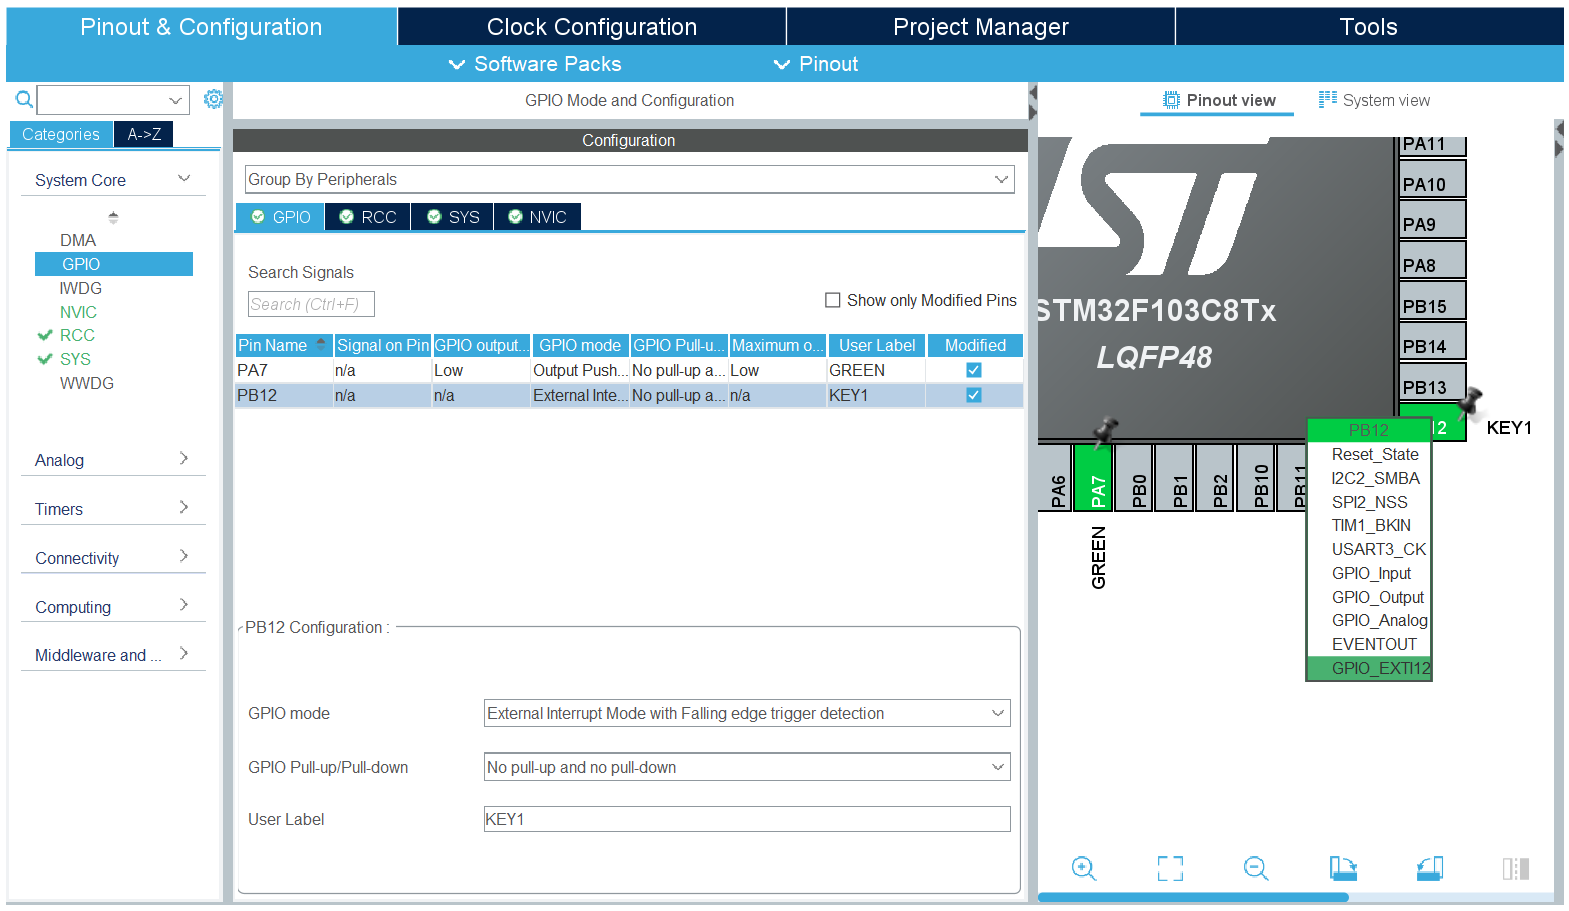 Pinout & Configuration
Clock Configuration
Project Manager
Tools
Software Packs
Pinout
GPIO Mode and Configuration
Pinout view
System view
Categories
A->Z
Configuration
System Core
Group By Peripherals
GPIO
RCC
SYS
NVIC
DMA
GPIO
IWDG
NVIC
RCC
SYS
WWDG
Analog
Timers
Connectivity
Computing
Middleware and ...
Search Signals
Search (Ctrl+F)
Show only Modified Pins
Pin Name
Signal on Pin
GPIO output...
GPIO mode
GPIO Pull-u...
Maximum o...
User Label
Modified
PA7
n/a
Low
Output Push...
No pull-up a...
Low
GREEN
PB12
n/a
n/a
External Inte...
No pull-up a...
n/a
KEY1
PB12 Configuration :
GPIO mode
External Interrupt Mode with Falling edge trigger detection
GPIO Pull-up/Pull-down
No pull-up and no pull-down
User Label
KEY1
STM32F103C8Tx
LQFP48
PA11
PA10
PA9
PA8
PB15
PB14
PB13
12
KEY1
PA6
PA7
PB0
PB1
PB2
PB10
PB11
GREEN
PB12
Reset_State
I2C2_SMBA
SPI2_NSS
TIM1_BKIN
USART3_CK
GPIO_Input
GPIO_Output
GPIO_Analog
EVENTOUT
GPIO_EXTI12